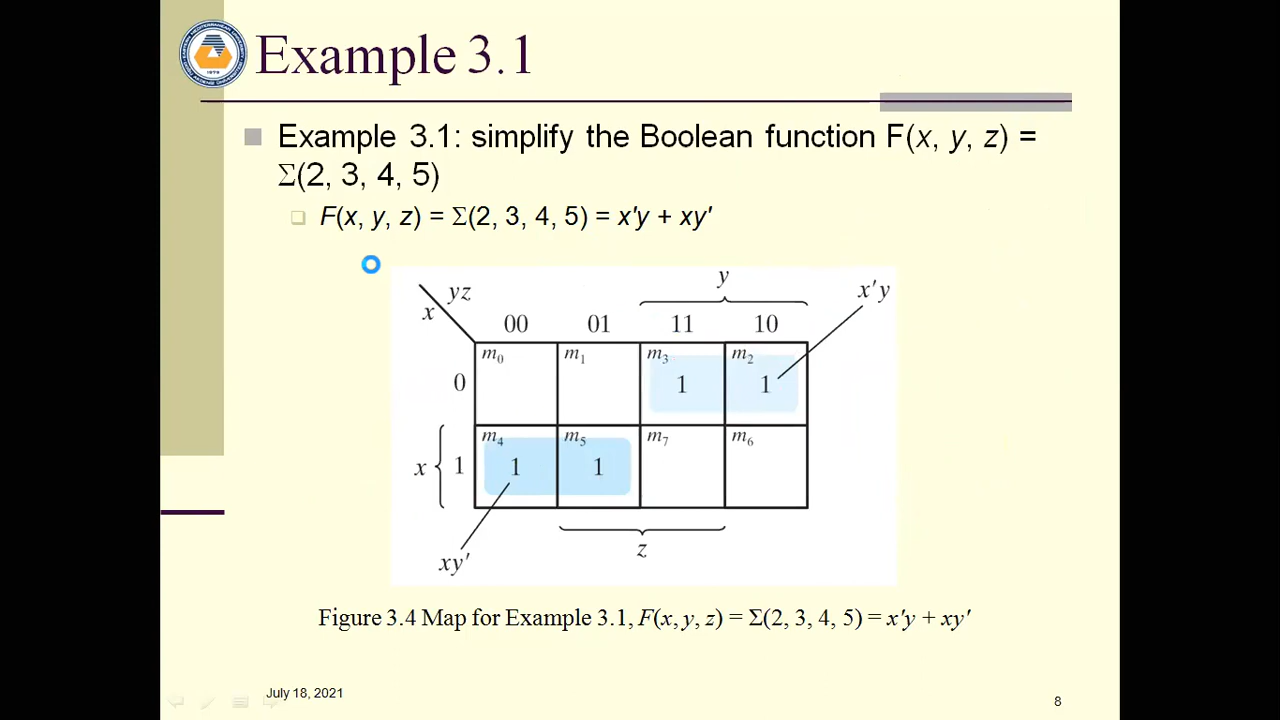 Example 3.1
Example 3.1: simplify the Boolean function F(x, y, z) =
Σ(2, 3, 4, 5)
F(x, y, z) = Σ(2, 3, 4, 5) = x′y + xy′
y
yz
x
x′y
00 01 11 10
m0 m1 m3 m2
0 1 1
m4 m5 m7 m6
x 1 1 1
z
xy′
Figure 3.4 Map for Example 3.1, F(x, y, z) = Σ(2, 3, 4, 5) = x′y + xy′
July 18, 2021
8